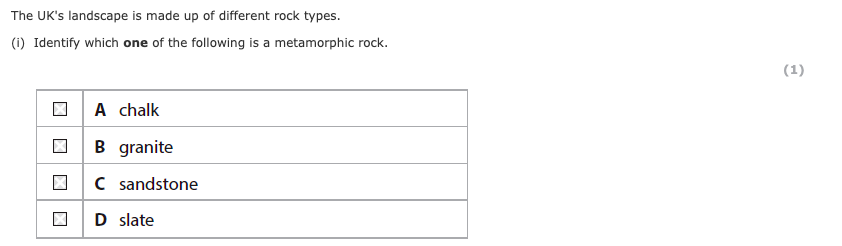 The UK's landscape is made up of different rock types.
(i) Identify which one of the following is a metamorphic rock.
(1)
A chalk
B granite
C sandstone
D slate